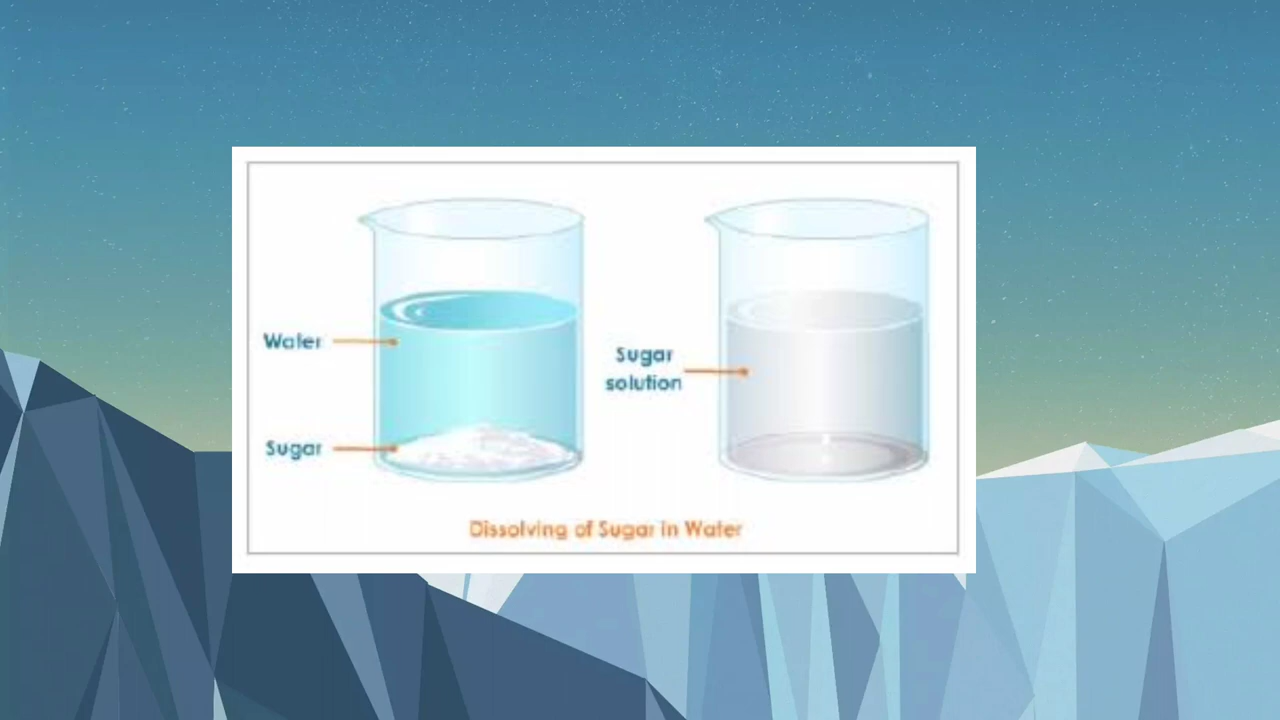 Water
Sugar
Sugar
solution
Dissolving of Sugar in Water